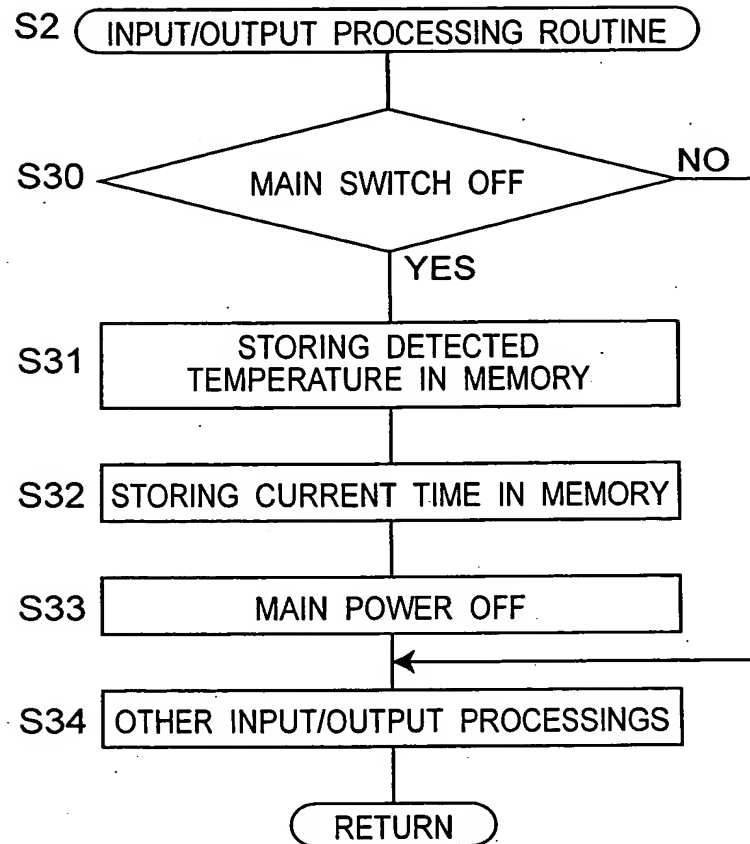 S2 INPUT/OUTPUT PROCESSING ROUTINE
S30 MAIN SWITCH OFF NO
YES
S31 STORING DETECTED
TEMPERATURE IN MEMORY
S32 STORING CURRENT TIME IN MEMORY
S33 MAIN POWER OFF
S34 OTHER INPUT/OUTPUT PROCESSINGS
RETURN